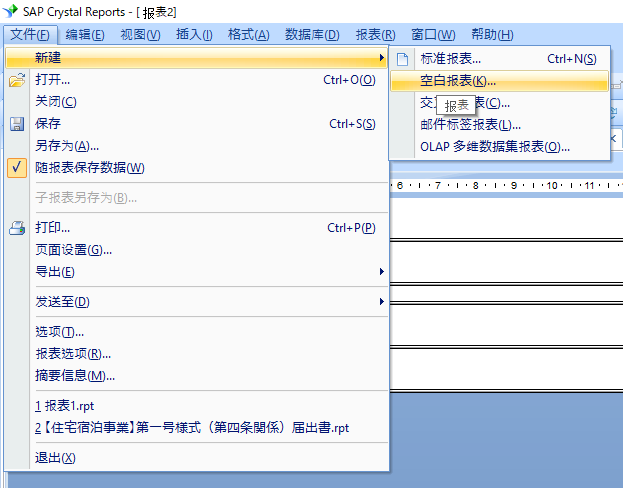 SAP Crystal Reports - [ 报表2]
文件(F) 编辑(E) 视图(V) 插入(I) 格式(A) 数据库(D) 报表(R) 窗口(W) 帮助(H)
新建
标准报表... Ctrl+N(S)
空白报表(K)...
交 表(C)...
报表
邮件标签报表(L)...
OLAP 多维数据集报表(O)...
打开... Ctrl+O(O)
关闭(C)
保存 Ctrl+S(S)
另存为(A)...
随报表保存数据(W)
子报表另存为(B)...
打印... Ctrl+P(P)
页面设置(G)...
导出(E)
发送至(D)
选项(T)...
报表选项(R)...
摘要信息(M)...
1 报表1.rpt
2【住宅宿泊事業】第一号様式（第四条関係）届出書.rpt
退出(X)
6 7 8 9 10 11